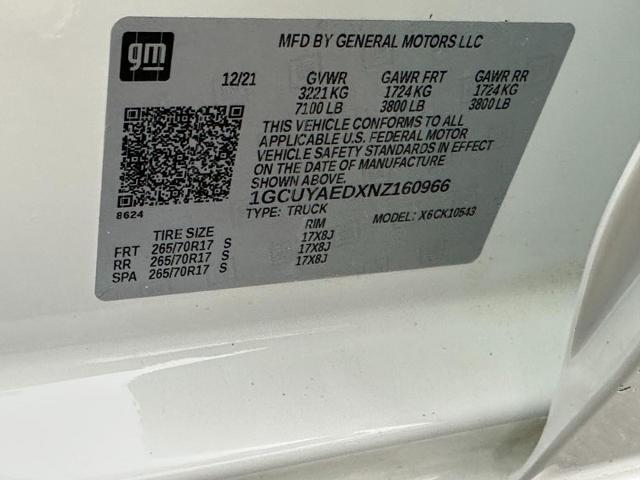 gm
MFD BY GENERAL MOTORS LLC
12/21 GVWR GAWR FRT GAWR RR
3221 KG 1724 KG 1724 KG
7100 LB 3800 LB 3800 LB
THIS VEHICLE CONFORMS TO ALL
APPLICABLE U.S. FEDERAL MOTOR
VEHICLE SAFETY STANDARDS IN EFFECT
ON THE DATE OF MANUFACTURE
SHOWN ABOVE.
1GCUYAEDXNZ160966
8624
TYPE: TRUCK MODEL: X6CK10543
TIRE SIZE RIM
FRT 265/70R17 S 17X8J
RR 265/70R17 S 17X8J
SPA 265/70R17 S 17X8J